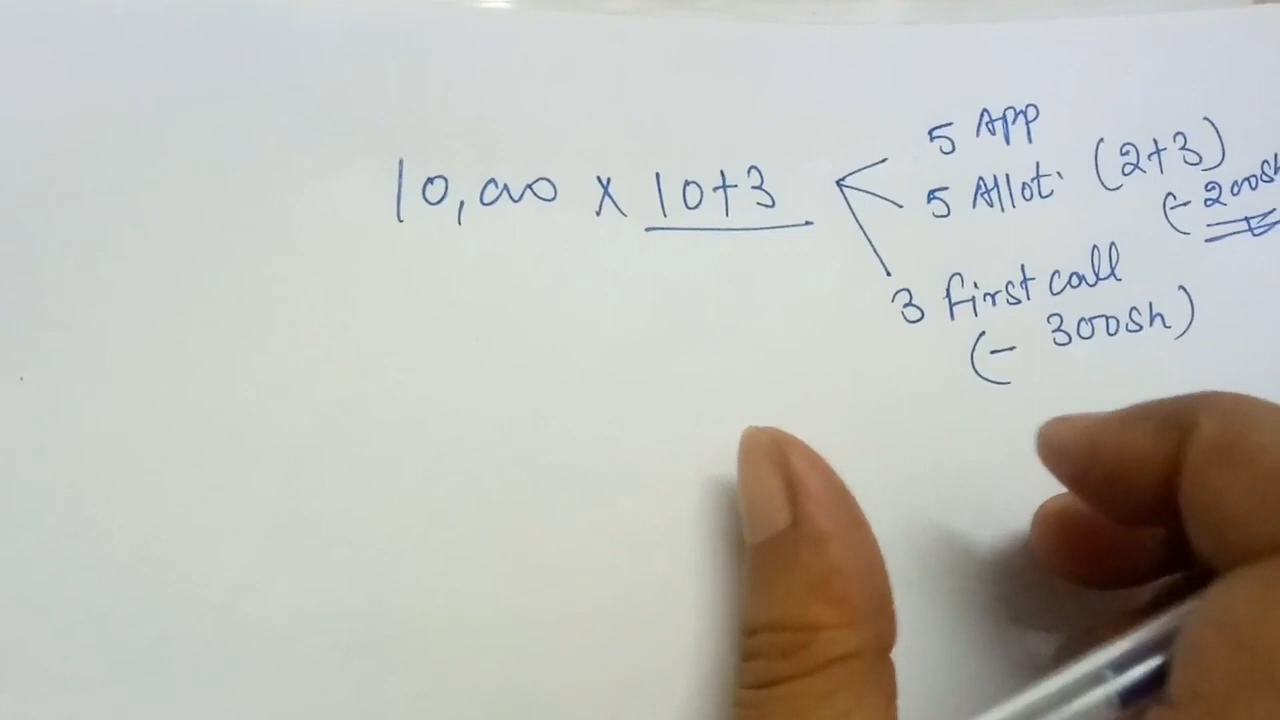 10,000 x 10+3
5 App
5 Allot. (2+3)
(- 200sh
3 first call
(- 300sh)